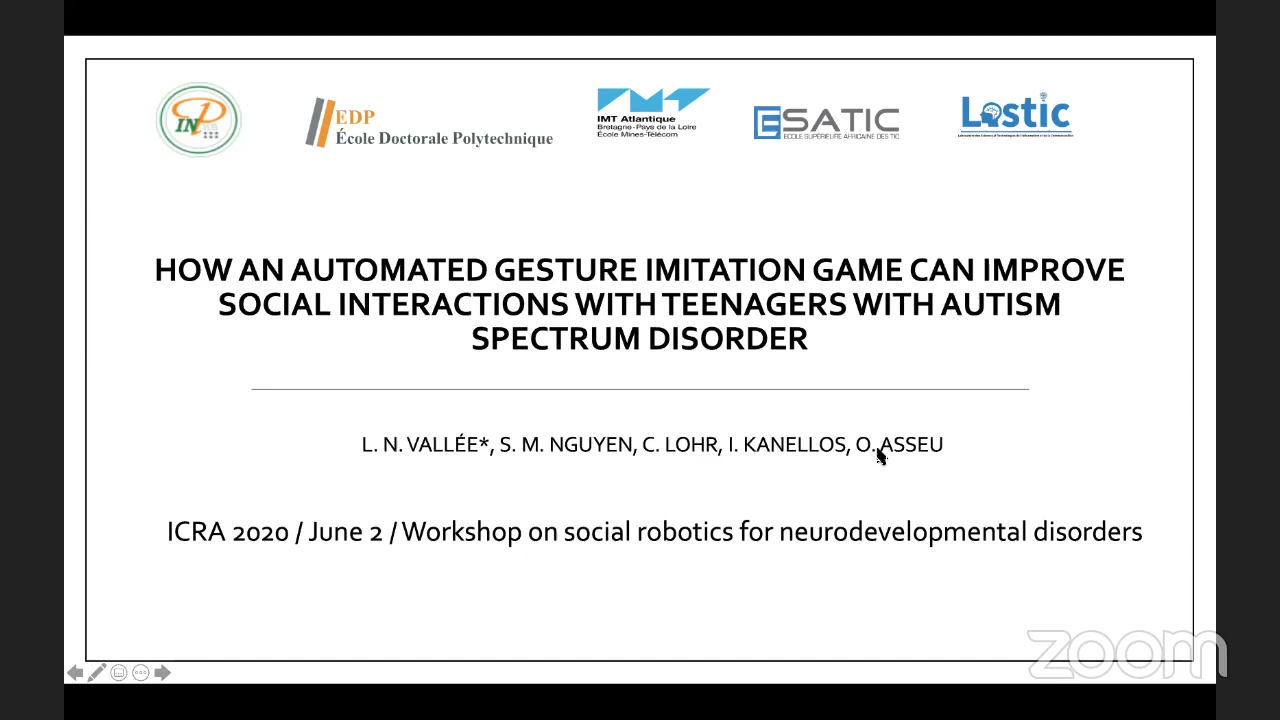 INP
EDP
École Doctorale Polytechnique
IMT Atlantique
Bretagne-Pays de la Loire
École Mines-Télécom
ESATIC
ECOLE SUPÉRIEURE AFRICAINE DES TIC
Lastic
HOW AN AUTOMATED GESTURE IMITATION GAME CAN IMPROVE
SOCIAL INTERACTIONS WITH TEENAGERS WITH AUTISM
SPECTRUM DISORDER
L. N. VALLÉE*, S. M. NGUYEN, C. LOHR, I. KANELLOS, O. ASSEU
ICRA 2020 / June 2 / Workshop on social robotics for neurodevelopmental disorders
zoom